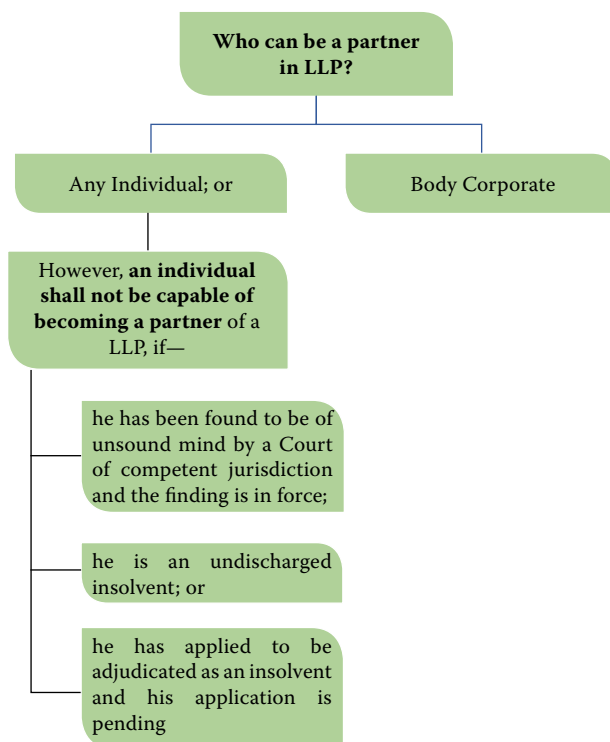 Who can be a partner
in LLP?
Any Individual; or
Body Corporate
However, an individual
shall not be capable of
becoming a partner of a
LLP, if—
he has been found to be of
unsound mind by a Court
of competent jurisdiction
and the finding is in force;
he is an undischarged
insolvent; or
he has applied to be
adjudicated as an insolvent
and his application is
pending